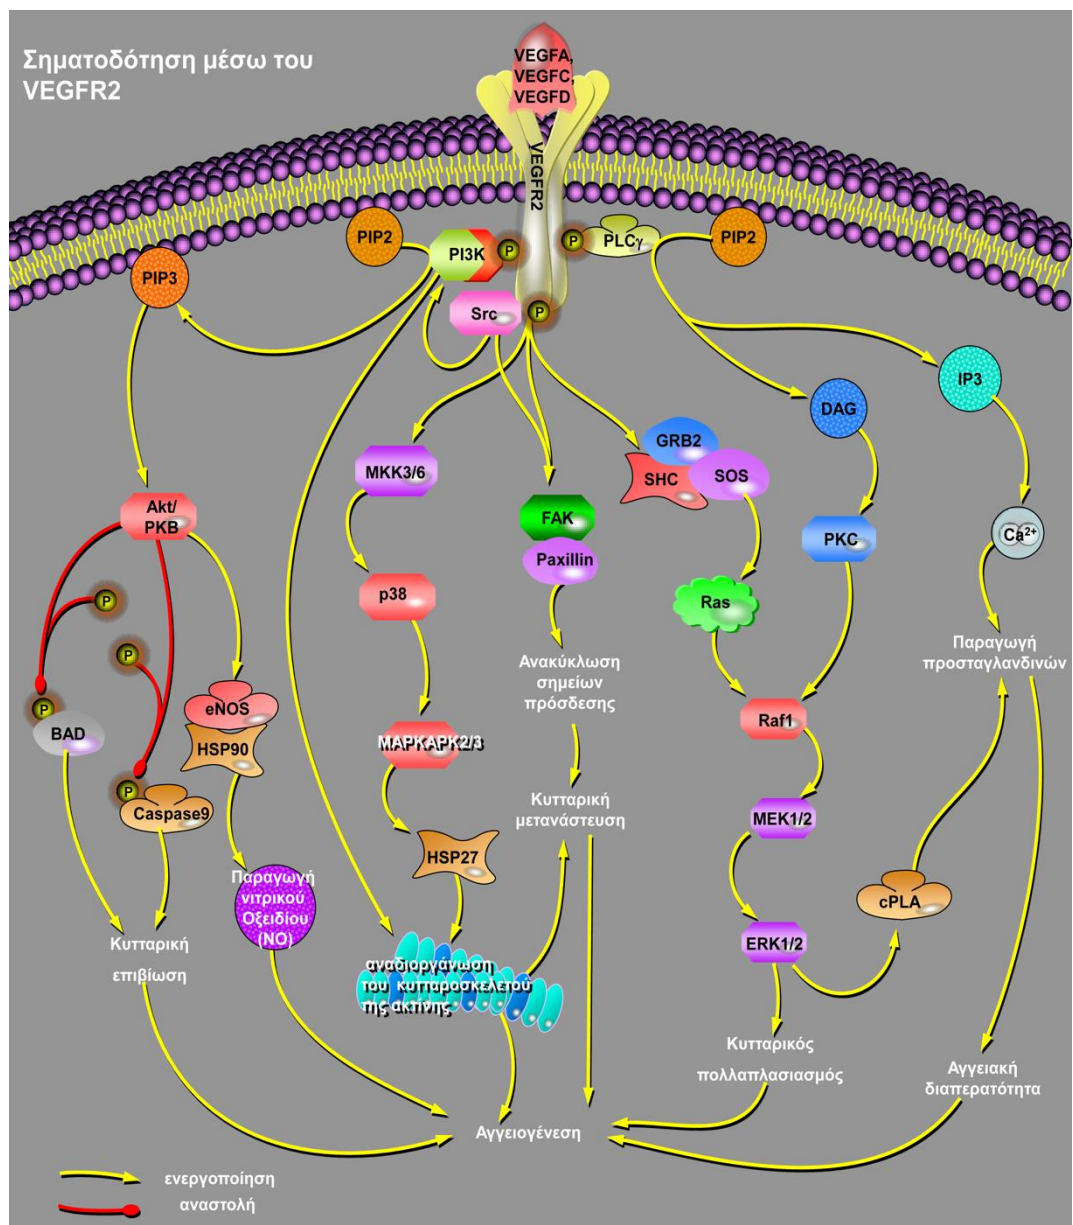 Σηματοδότηση μέσω του
VEGFR2
VEGFA,
VEGFC,
VEGFD
VEGFR2
PIP2
PI3K
P
P
PLCγ
PIP2
PIP3
Src
P
IP3
DAG
GRB2
SHC
SOS
MKK3/6
Akt/
PKB
FAK
Paxillin
PKC
Ca²⁺
p38
Ras
P
P
Παραγωγή
προσταγλανδινών
Ανακύκλωση
σημείων
πρόσδεσης
P
BAD
eNOS
HSP90
Raf1
MAPKAPK2/3
P
Caspase9
Κυτταρική
μετανάστευση
MEK1/2
HSP27
Παραγωγή
νιτρικού
Οξειδίου
(NO)
cPLA
Κυτταρική
επιβίωση
ERK1/2
αναδιοργάνωση
του κυτταροσκελετού
της ακτίνης
Κυτταρικός
πολλαπλασιασμός
Αγγειακή
διαπερατότητα
Αγγειογένεση
ενεργοποίηση
αναστολή